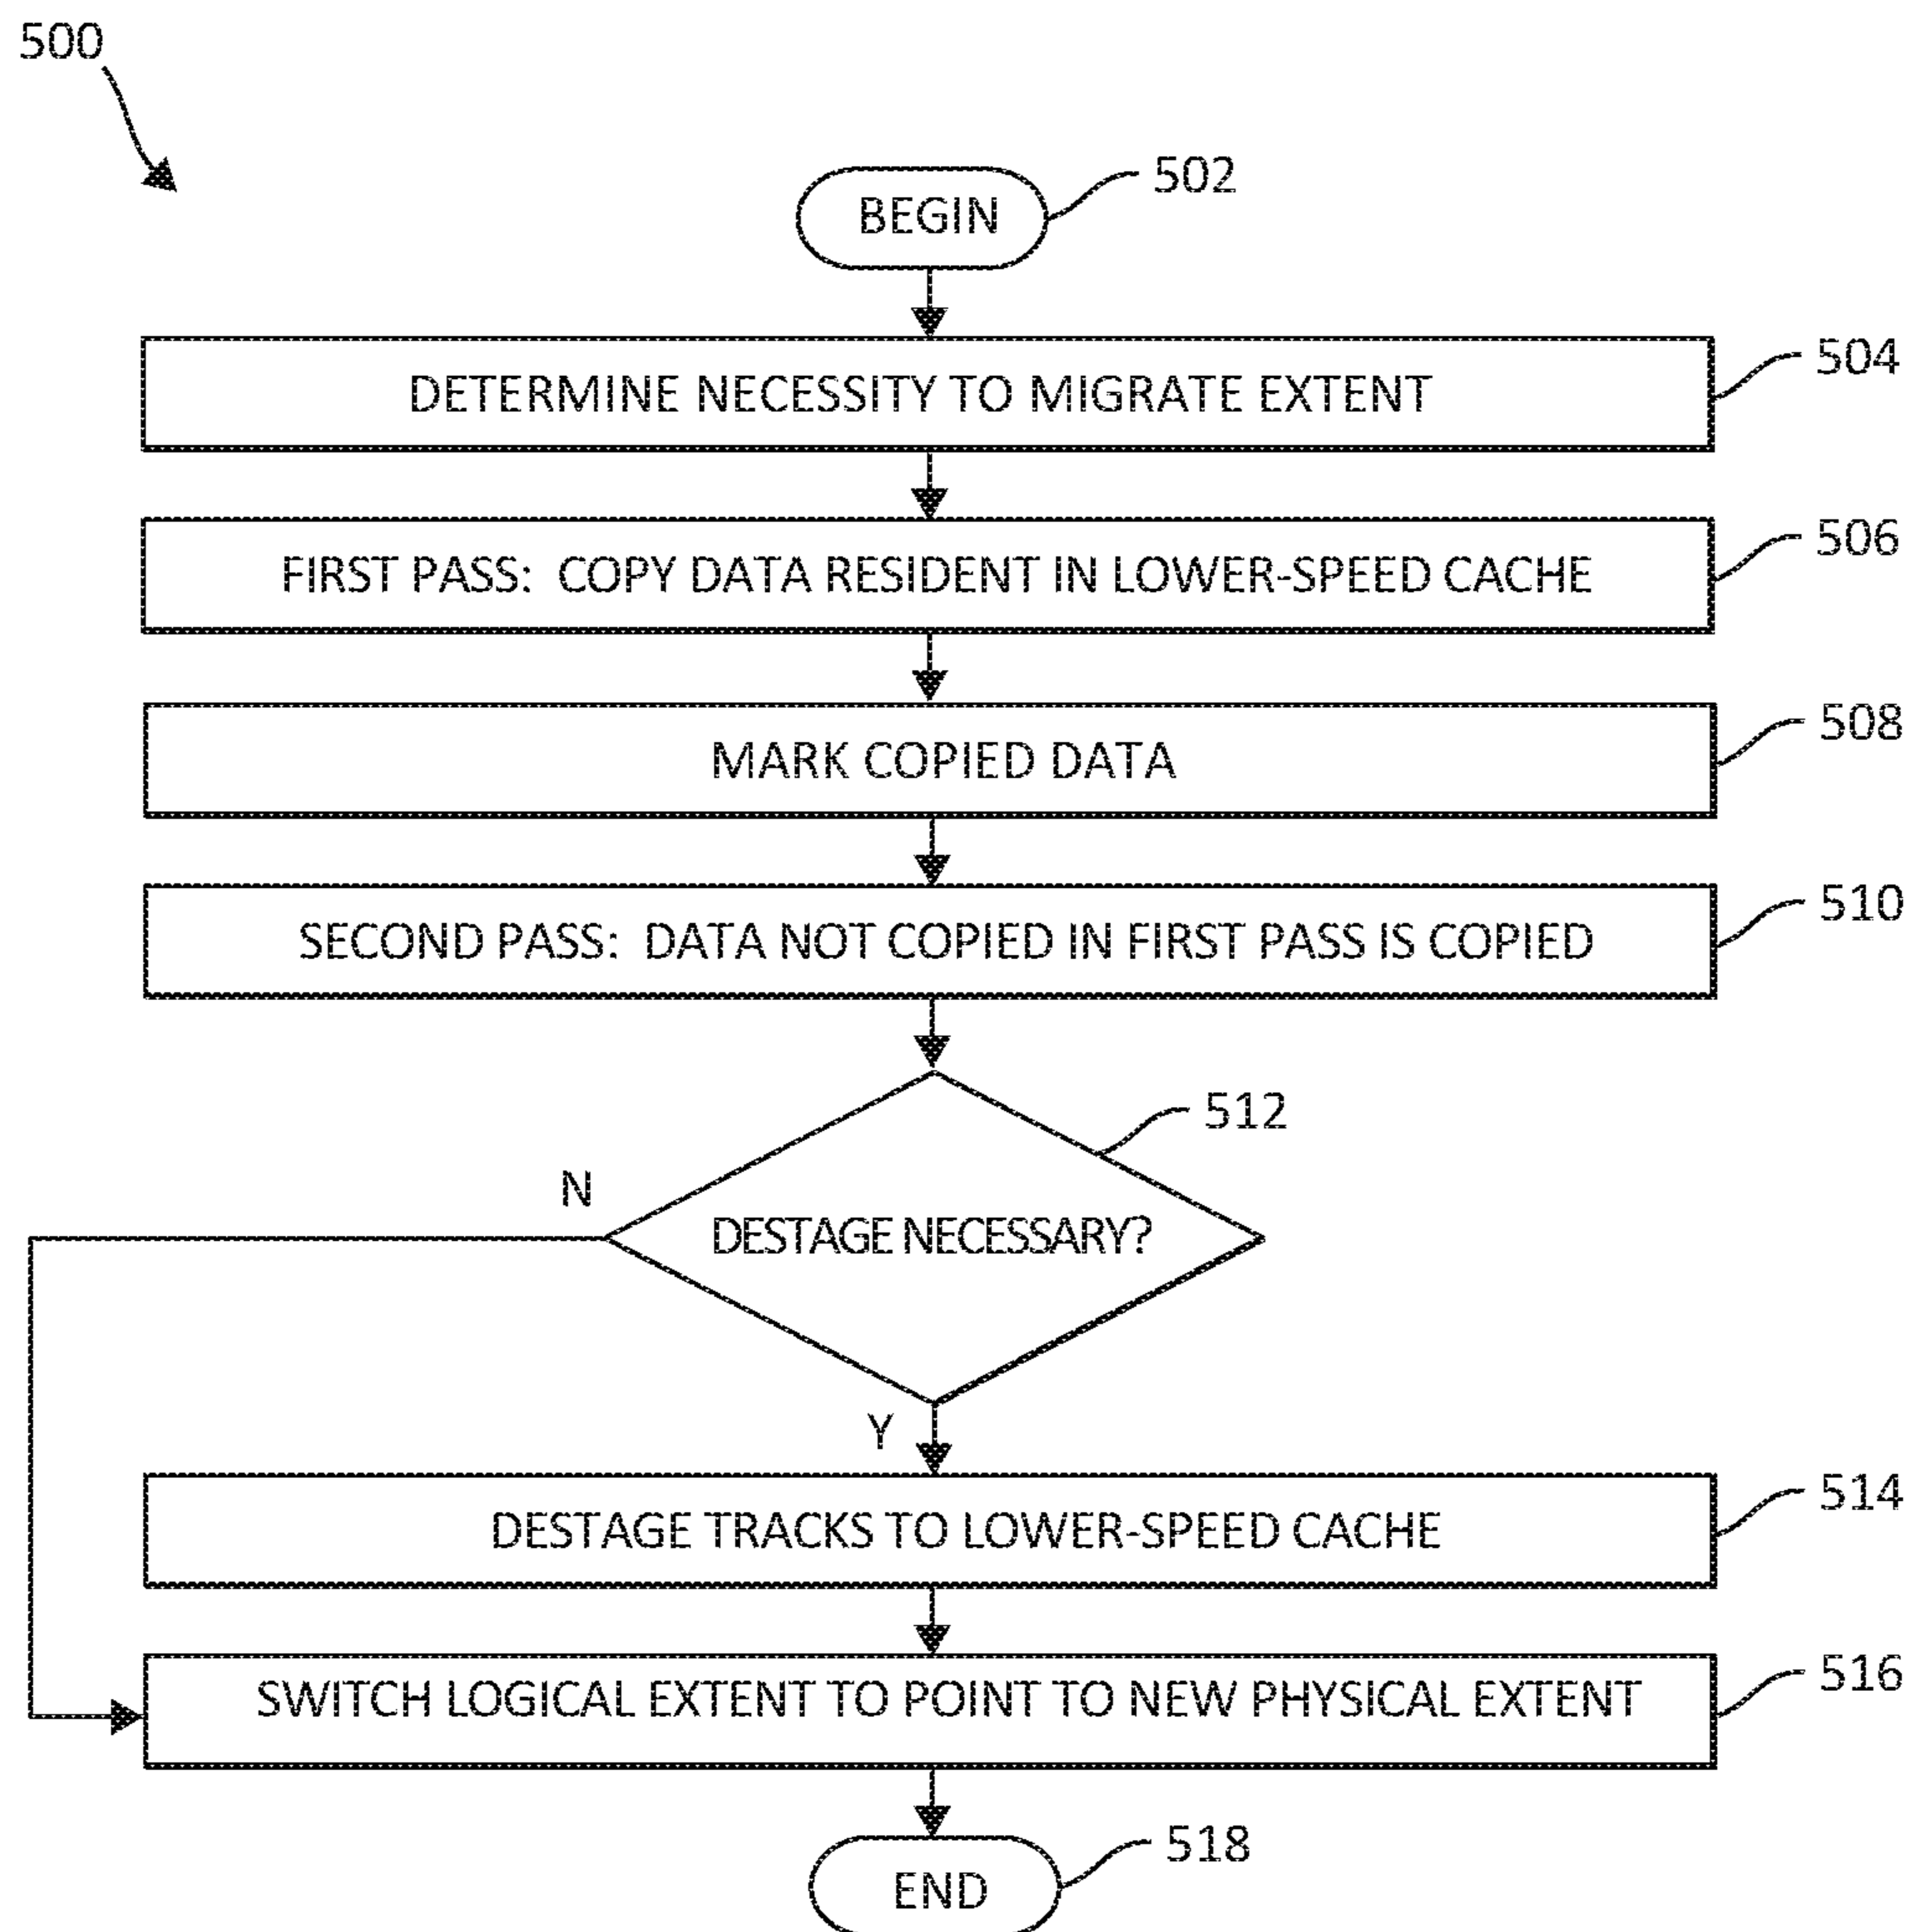 500
BEGIN
502
DETERMINE NECESSITY TO MIGRATE EXTENT
504
FIRST PASS: COPY DATA RESIDENT IN LOWER-SPEED CACHE
506
MARK COPIED DATA
508
SECOND PASS: DATA NOT COPIED IN FIRST PASS IS COPIED
510
512
N
DESTAGE NECESSARY?
Y
DESTAGE TRACKS TO LOWER-SPEED CACHE
514
SWITCH LOGICAL EXTENT TO POINT TO NEW PHYSICAL EXTENT
516
END
518